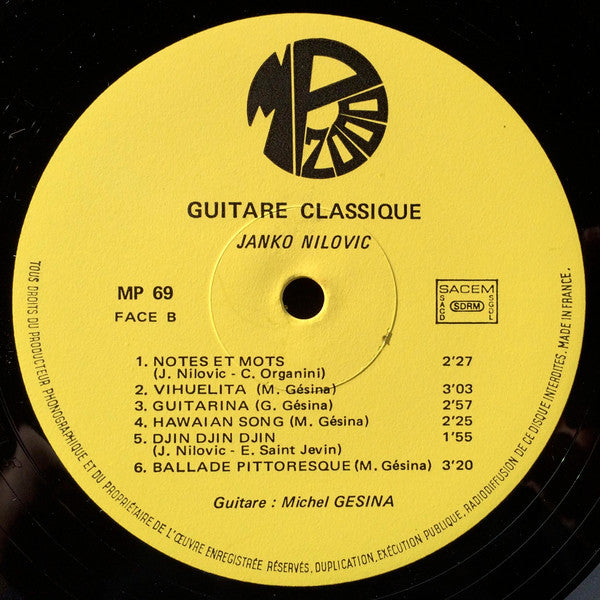 MP 2000
GUITARE CLASSIQUE
JANKO NILOVIC
MP 69
FACE B
SACEM
SACD
SDRM
SGDL
1. NOTES ET MOTS 2'27
(J. Nilovic - C. Organini)
2. VIHUELITA (M. Gésina) 3'03
3. GUITARINA (G. Gésina) 2'57
4. HAWAIAN SONG (M. Gésina) 2'25
5. DJIN DJIN DJIN 1'55
(J. Nilovic - E. Saint Jevin)
6. BALLADE PITTORESQUE (M. Gésina) 3'20
Guitare : Michel GESINA
TOUS DROITS DU PRODUCTEUR PHONOGRAPHIQUE ET DU PROPRIÉTAIRE DE L'ŒUVRE ENREGISTRÉE RÉSERVÉS, DUPLICATION, EXÉCUTION PUBLIQUE, RADIODIFFUSION DE CE DISQUE INTERDITES. MADE IN FRANCE.